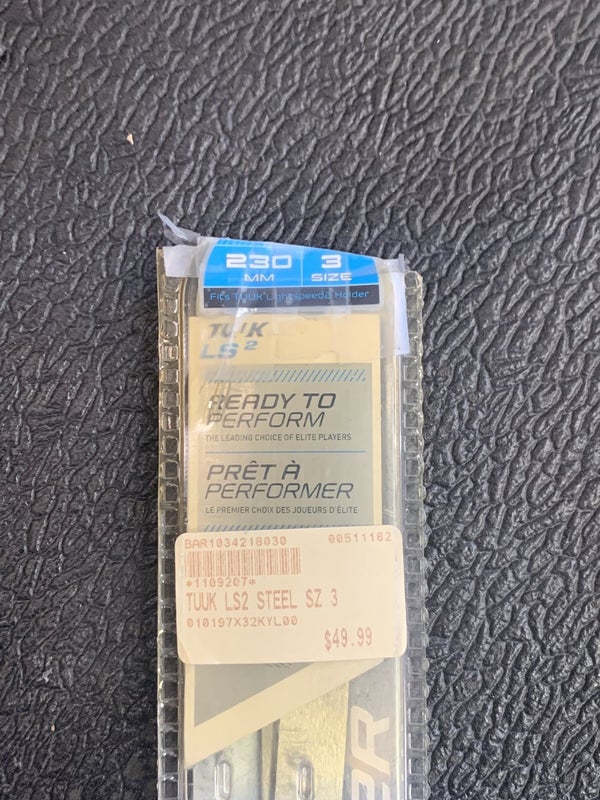 230 3
MM SIZE
Fits TUUK Lightspeed2 Holder
TUUK
LS²
READY TO
PERFORM
THE LEADING CHOICE OF ELITE PLAYERS
PRÊT À
PERFORMER
LE PREMIER CHOIX DES JOUEURS D'ÉLITE
BAR1034218030 00511182
*1109207*
TUUK LS2 STEEL SZ 3
010197X32KYL00
$49.99